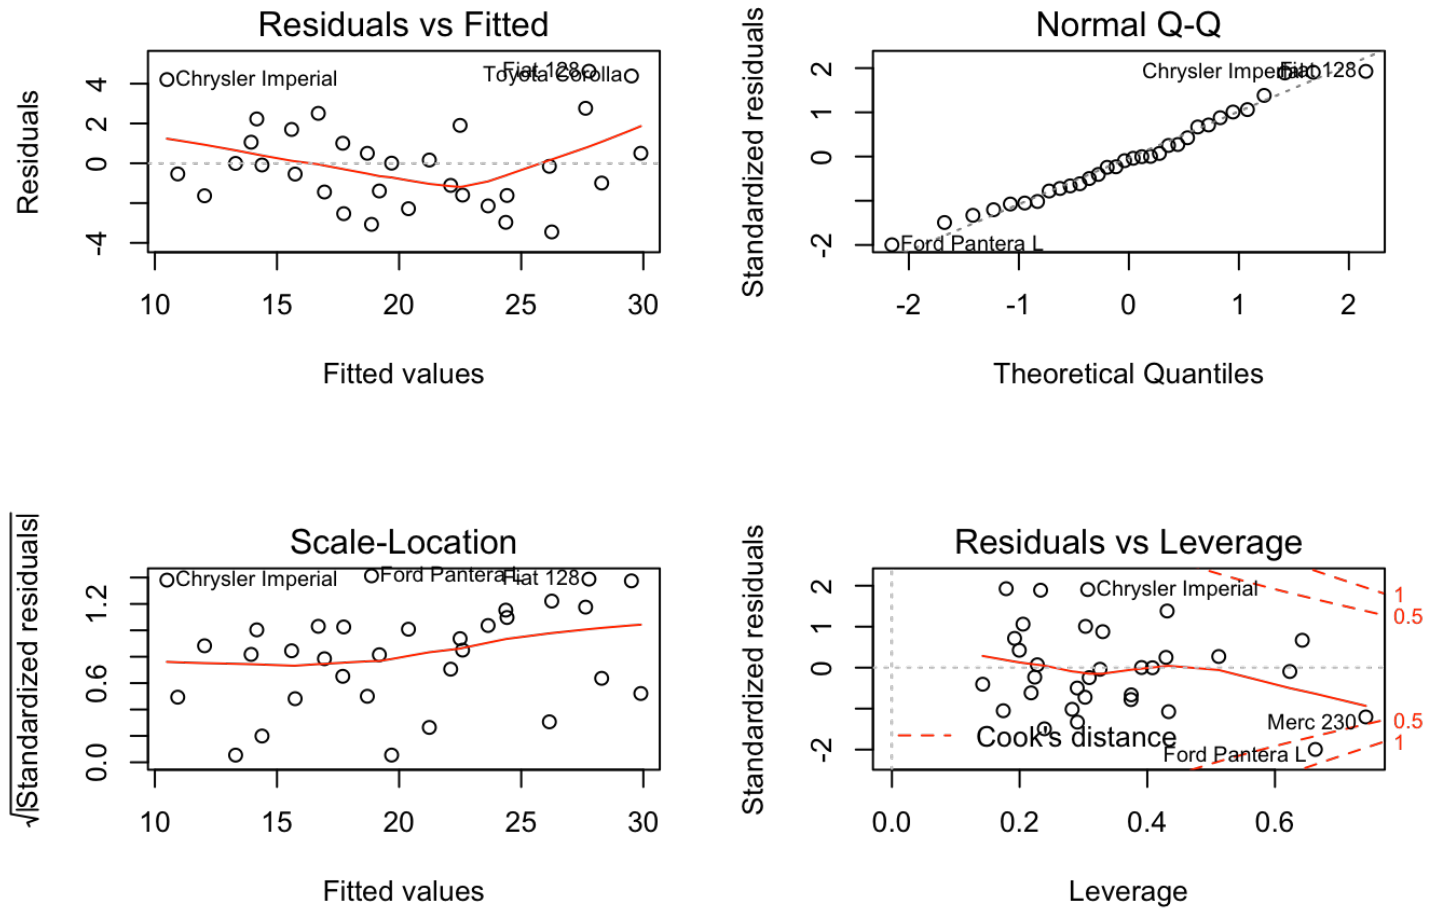 Residuals vs Fitted
Residuals
4
2
0
-4
Chrysler Imperial
Fiat 128
Toyota Corolla
10 15 20 25 30
Fitted values
Normal Q-Q
Standardized residuals
2
1
0
-2
Chrysler Imperial
Fiat 128
Ford Pantera L
-2 -1 0 1 2
Theoretical Quantiles
Scale-Location
√|Standardized residuals|
1.2
0.6
0.0
Chrysler Imperial
Ford Pantera L
Fiat 128
10 15 20 25 30
Fitted values
Residuals vs Leverage
Standardized residuals
2
1
0
-2
Chrysler Imperial
1
0.5
Merc 230
0.5
Cook's distance
1
Ford Pantera L
0.0 0.2 0.4 0.6
Leverage